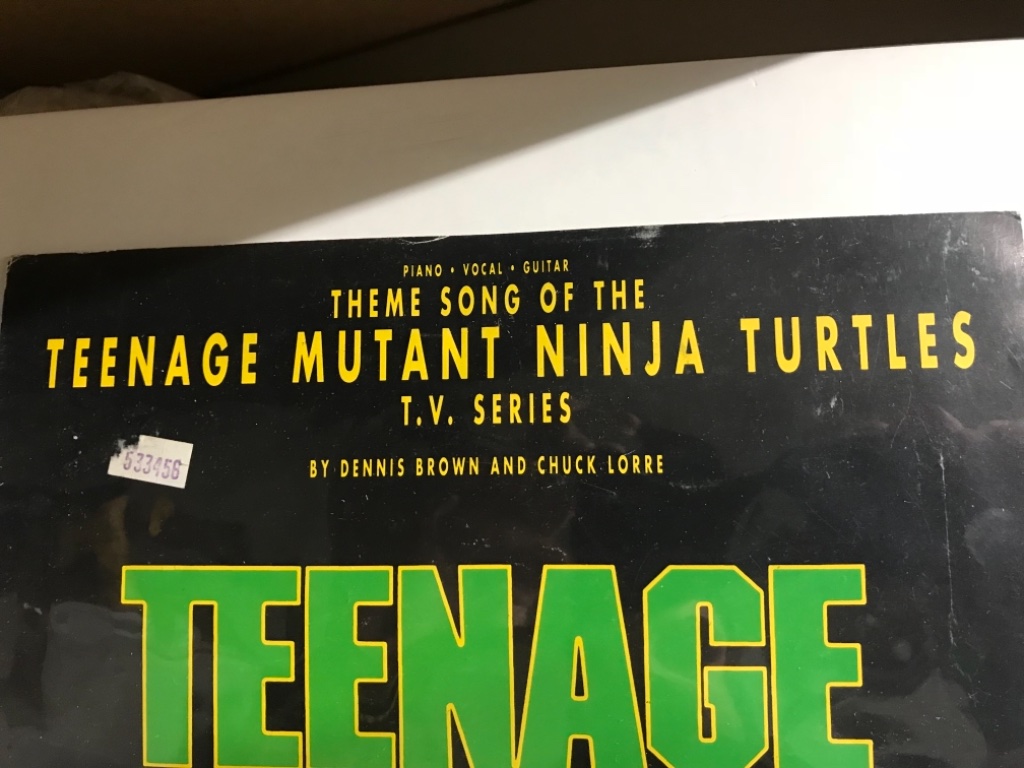 PIANO • VOCAL • GUITAR
THEME SONG OF THE
TEENAGE MUTANT NINJA TURTLES
T.V. SERIES
533456
BY DENNIS BROWN AND CHUCK LORRE
TEENAGE